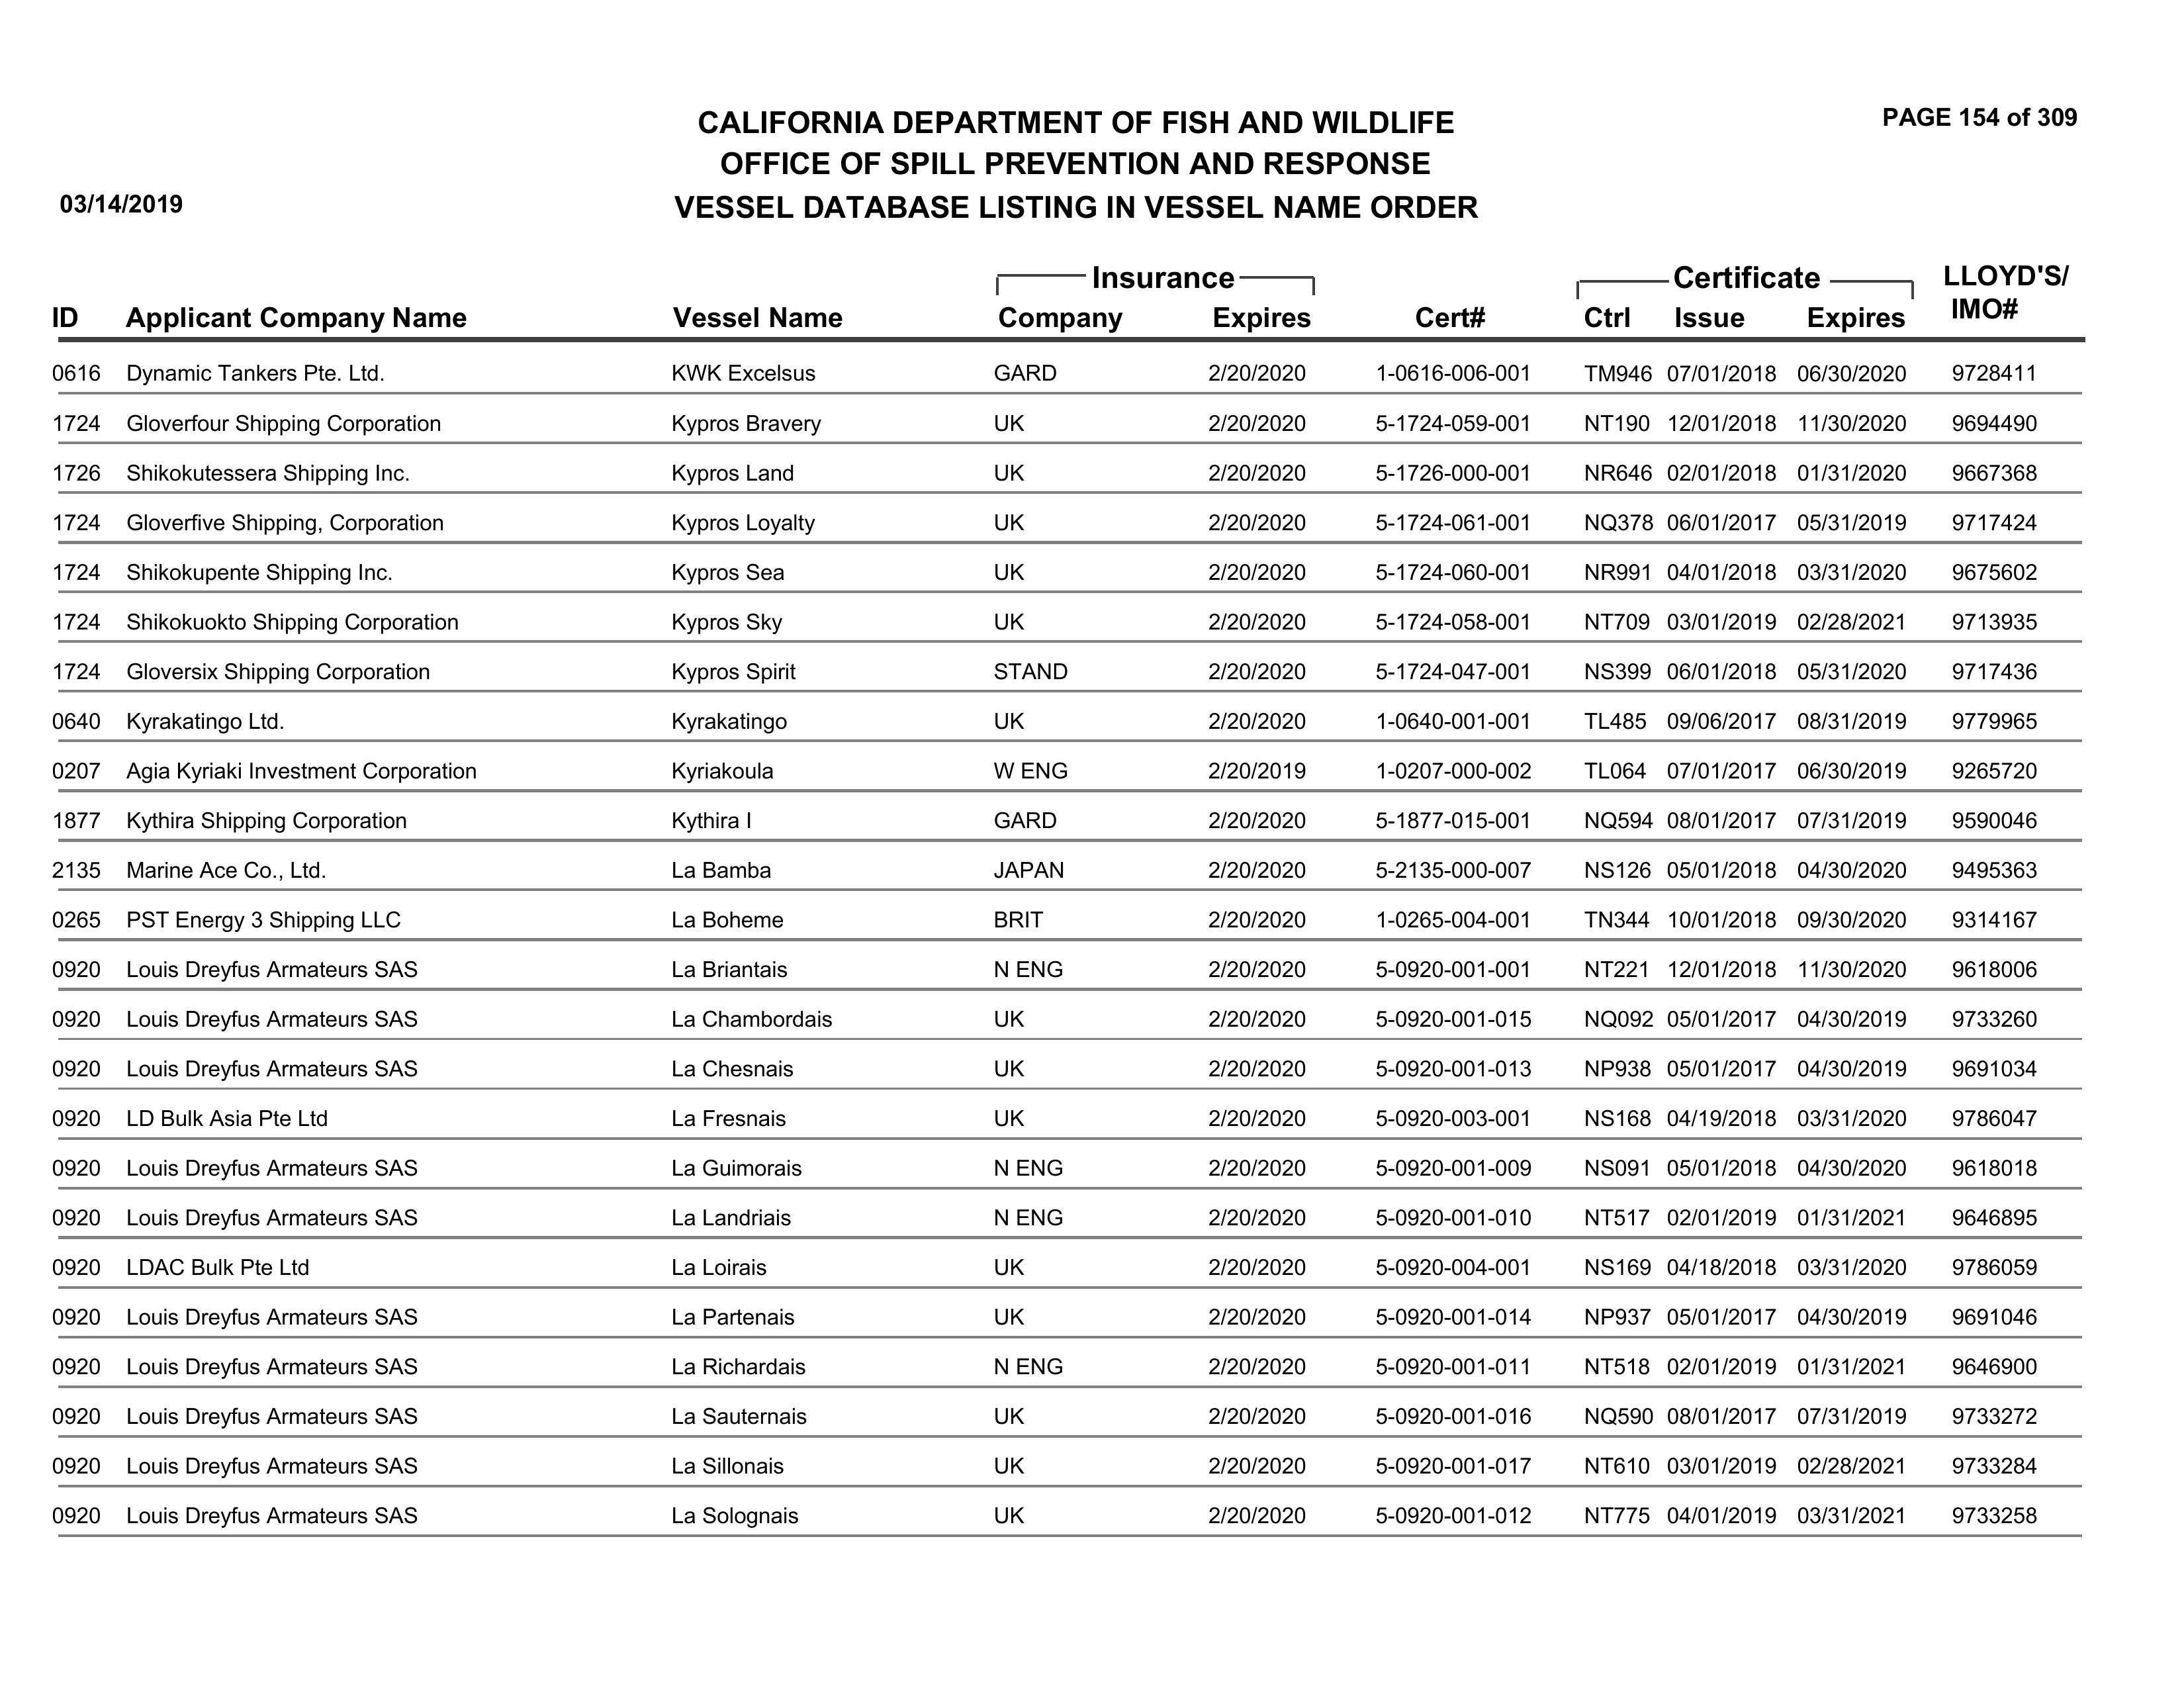 PAGE 154 of 309
CALIFORNIA DEPARTMENT OF FISH AND WILDLIFE
OFFICE OF SPILL PREVENTION AND RESPONSE
03/14/2019 VESSEL DATABASE LISTING IN VESSEL NAME ORDER
Insurance Certificate LLOYD'S/
ID Applicant Company Name Vessel Name Company Expires Cert# Ctrl Issue Expires IMO#
0616 Dynamic Tankers Pte. Ltd. KWK Excelsus GARD 2/20/2020 1-0616-006-001 TM946 07/01/2018 06/30/2020 9728411
1724 Gloverfour Shipping Corporation Kypros Bravery UK 2/20/2020 5-1724-059-001 NT190 12/01/2018 11/30/2020 9694490
1726 Shikokutessera Shipping Inc. Kypros Land UK 2/20/2020 5-1726-000-001 NR646 02/01/2018 01/31/2020 9667368
1724 Gloverfive Shipping, Corporation Kypros Loyalty UK 2/20/2020 5-1724-061-001 NQ378 06/01/2017 05/31/2019 9717424
1724 Shikokupente Shipping Inc. Kypros Sea UK 2/20/2020 5-1724-060-001 NR991 04/01/2018 03/31/2020 9675602
1724 Shikokuokto Shipping Corporation Kypros Sky UK 2/20/2020 5-1724-058-001 NT709 03/01/2019 02/28/2021 9713935
1724 Gloversix Shipping Corporation Kypros Spirit STAND 2/20/2020 5-1724-047-001 NS399 06/01/2018 05/31/2020 9717436
0640 Kyrakatingo Ltd. Kyrakatingo UK 2/20/2020 1-0640-001-001 TL485 09/06/2017 08/31/2019 9779965
0207 Agia Kyriaki Investment Corporation Kyriakoula W ENG 2/20/2019 1-0207-000-002 TL064 07/01/2017 06/30/2019 9265720
1877 Kythira Shipping Corporation Kythira I GARD 2/20/2020 5-1877-015-001 NQ594 08/01/2017 07/31/2019 9590046
2135 Marine Ace Co., Ltd. La Bamba JAPAN 2/20/2020 5-2135-000-007 NS126 05/01/2018 04/30/2020 9495363
0265 PST Energy 3 Shipping LLC La Boheme BRIT 2/20/2020 1-0265-004-001 TN344 10/01/2018 09/30/2020 9314167
0920 Louis Dreyfus Armateurs SAS La Briantais N ENG 2/20/2020 5-0920-001-001 NT221 12/01/2018 11/30/2020 9618006
0920 Louis Dreyfus Armateurs SAS La Chambordais UK 2/20/2020 5-0920-001-015 NQ092 05/01/2017 04/30/2019 9733260
0920 Louis Dreyfus Armateurs SAS La Chesnais UK 2/20/2020 5-0920-001-013 NP938 05/01/2017 04/30/2019 9691034
0920 LD Bulk Asia Pte Ltd La Fresnais UK 2/20/2020 5-0920-003-001 NS168 04/19/2018 03/31/2020 9786047
0920 Louis Dreyfus Armateurs SAS La Guimorais N ENG 2/20/2020 5-0920-001-009 NS091 05/01/2018 04/30/2020 9618018
0920 Louis Dreyfus Armateurs SAS La Landriais N ENG 2/20/2020 5-0920-001-010 NT517 02/01/2019 01/31/2021 9646895
0920 LDAC Bulk Pte Ltd La Loirais UK 2/20/2020 5-0920-004-001 NS169 04/18/2018 03/31/2020 9786059
0920 Louis Dreyfus Armateurs SAS La Partenais UK 2/20/2020 5-0920-001-014 NP937 05/01/2017 04/30/2019 9691046
0920 Louis Dreyfus Armateurs SAS La Richardais N ENG 2/20/2020 5-0920-001-011 NT518 02/01/2019 01/31/2021 9646900
0920 Louis Dreyfus Armateurs SAS La Sauternais UK 2/20/2020 5-0920-001-016 NQ590 08/01/2017 07/31/2019 9733272
0920 Louis Dreyfus Armateurs SAS La Sillonais UK 2/20/2020 5-0920-001-017 NT610 03/01/2019 02/28/2021 9733284
0920 Louis Dreyfus Armateurs SAS La Solognais UK 2/20/2020 5-0920-001-012 NT775 04/01/2019 03/31/2021 9733258